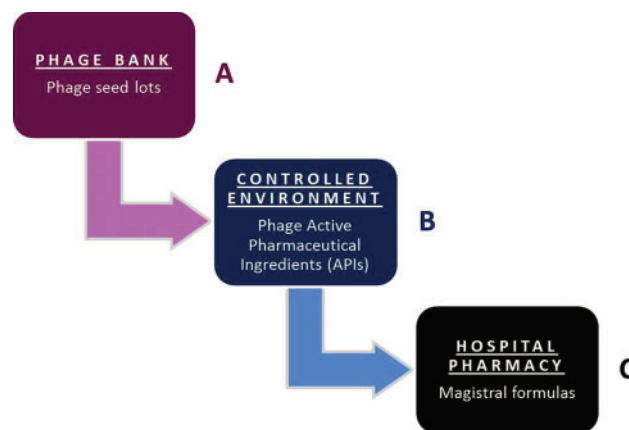 PHAGE BANK
Phage seed lots
A
CONTROLLED
ENVIRONMENT
Phage Active
Pharmaceutical
Ingredients (APIs)
B
HOSPITAL
PHARMACY
Magistral formulas
C